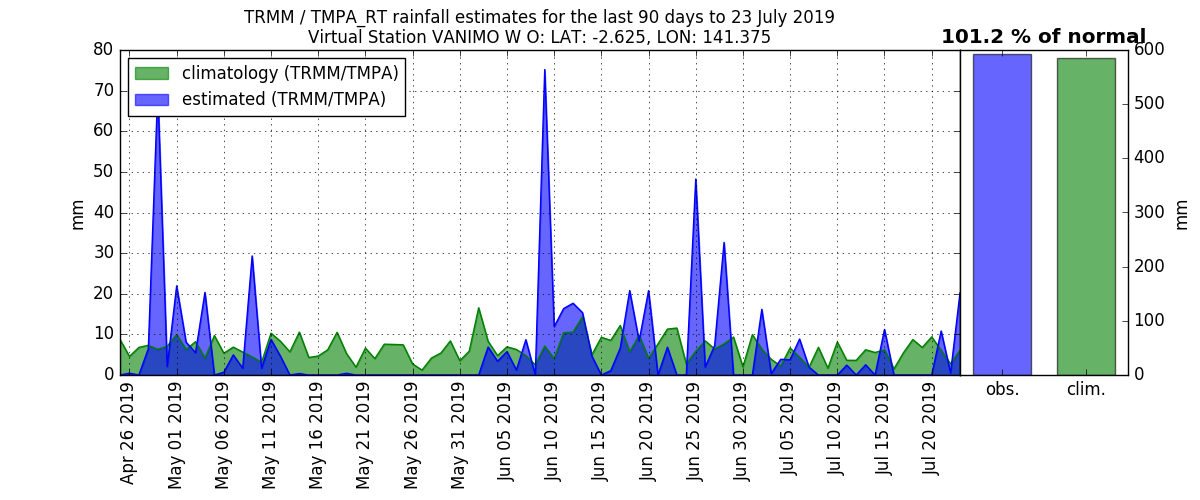 TRMM / TMPA_RT rainfall estimates for the last 90 days to 23 July 2019
Virtual Station VANIMO W O: LAT: -2.625, LON: 141.375
101.2 % of normal
climatology (TRMM/TMPA)
estimated (TRMM/TMPA)
80
70
60
50
40
30
20
10
0
mm
Apr 26 2019
May 01 2019
May 06 2019
May 11 2019
May 16 2019
May 21 2019
May 26 2019
May 31 2019
Jun 05 2019
Jun 10 2019
Jun 15 2019
Jun 20 2019
Jun 25 2019
Jun 30 2019
Jul 05 2019
Jul 10 2019
Jul 15 2019
Jul 20 2019
600
500
400
300
200
100
0
mm
obs.
clim.